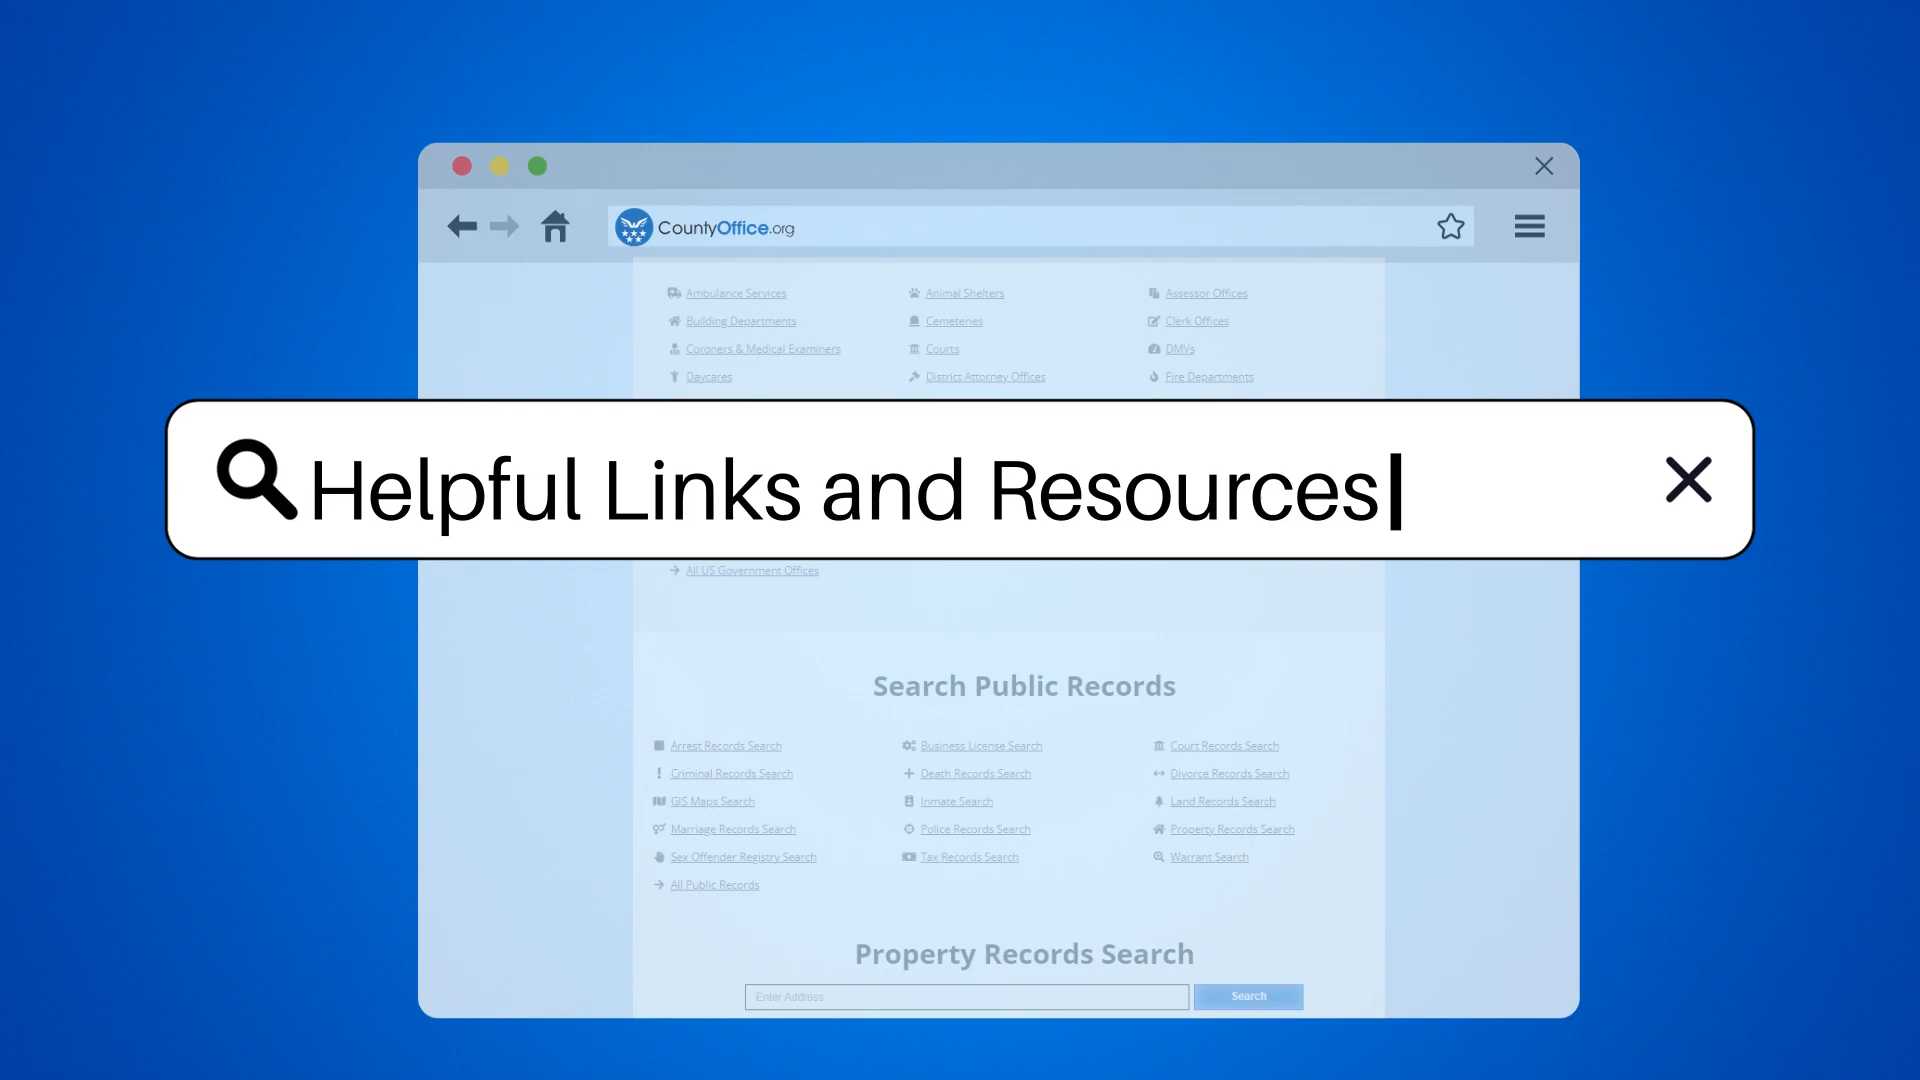 CountyOffice.org
Ambulance Services Animal Shelters Assessor Offices
Building Departments Cemeteries Clerk Offices
Coroners & Medical Examiners Courts DMVs
Daycares District Attorney Offices Fire Departments
Helpful Links and Resources
All US Government Offices
Search Public Records
Arrest Records Search Business License Search Court Records Search
Criminal Records Search Death Records Search Divorce Records Search
GIS Maps Search Inmate Search Land Records Search
Marriage Records Search Police Records Search Property Records Search
Sex Offender Registry Search Tax Records Search Warrant Search
All Public Records
Property Records Search
Enter Address Search